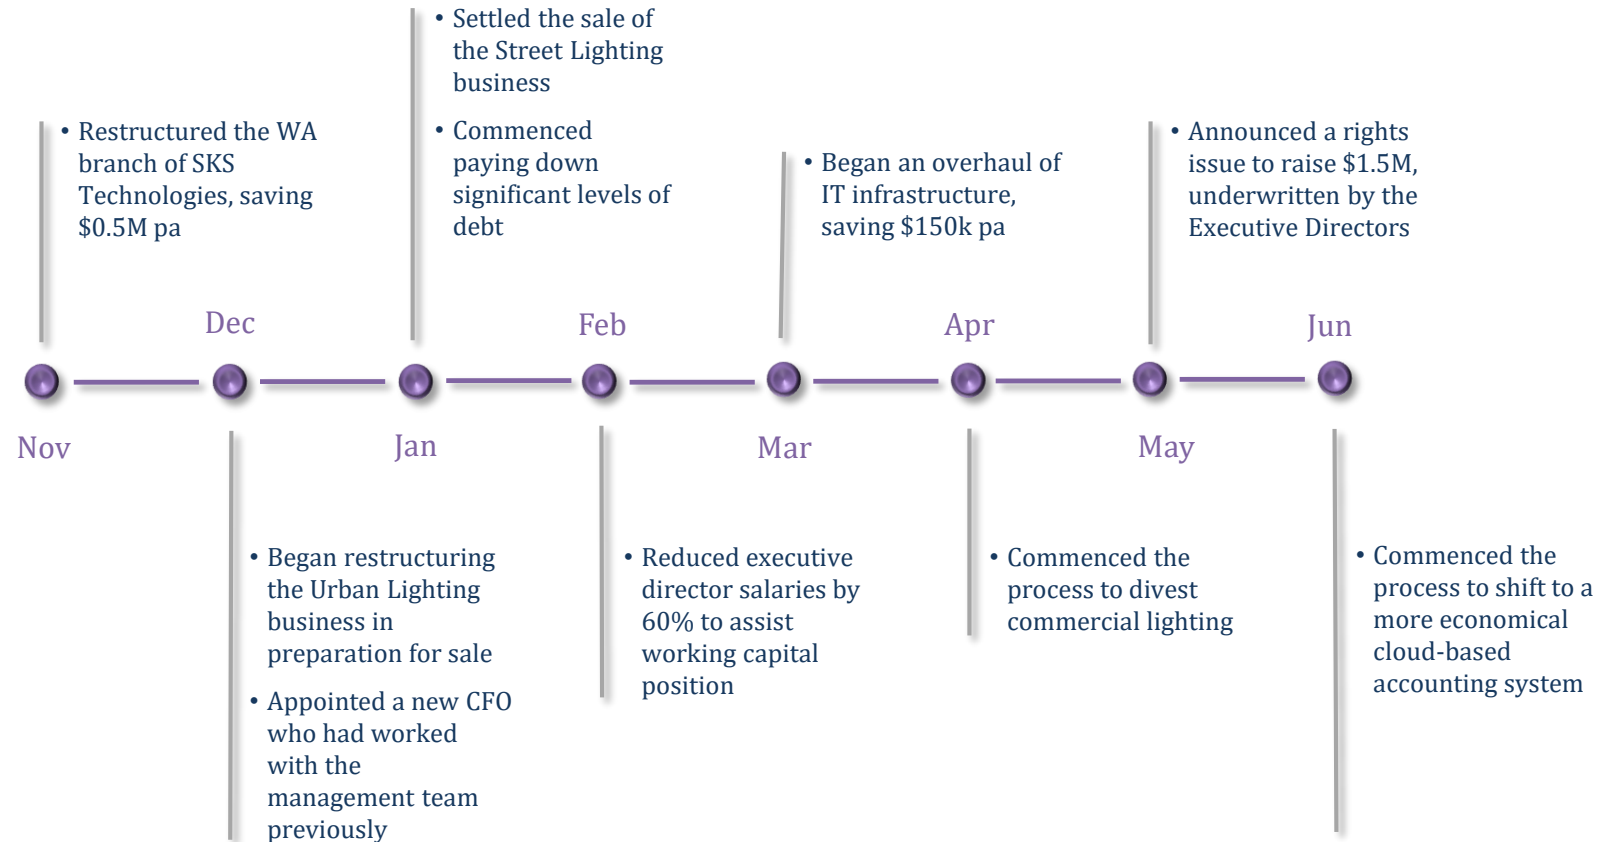 Nov
• Restructured the WA
branch of SKS
Technologies, saving
$0.5M pa
Dec
• Began restructuring
the Urban Lighting
business in
preparation for sale
• Appointed a new CFO
who had worked
with the
management team
previously
Jan
• Settled the sale of
the Street Lighting
business
• Commenced
paying down
significant levels of
debt
Feb
• Reduced executive
director salaries by
60% to assist
working capital
position
Mar
• Began an overhaul of
IT infrastructure,
saving $150k pa
Apr
• Commenced the
process to divest
commercial lighting
May
• Announced a rights
issue to raise $1.5M,
underwritten by the
Executive Directors
Jun
• Commenced the
process to shift to a
more economical
cloud-based
accounting system